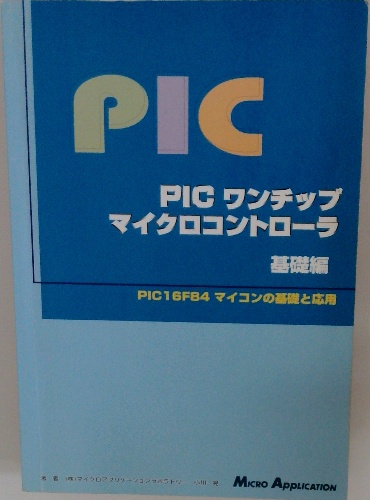 PIC
PIC ワンチップ
マイクロコントローラ
基礎編
PIC16F84 マイコンの基礎と応用
MICRO APPLICATION